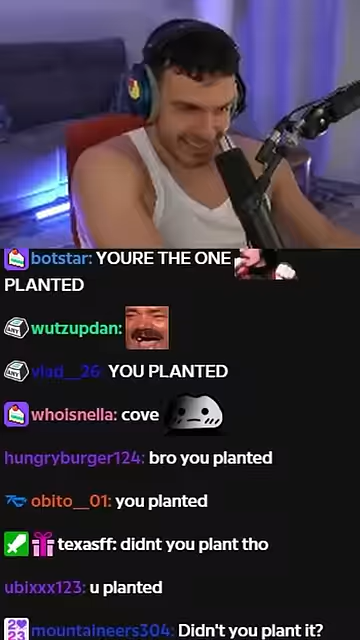 botstar: YOURE THE ONE
PLANTED
wutzupdan:
vlad__26: YOU PLANTED
whoisnella: cove
hungryburger124: bro you planted
obito__01: you planted
texasff: didnt you plant tho
ubixxx123: u planted
2023
mountaineers304: Didn't you plant it?